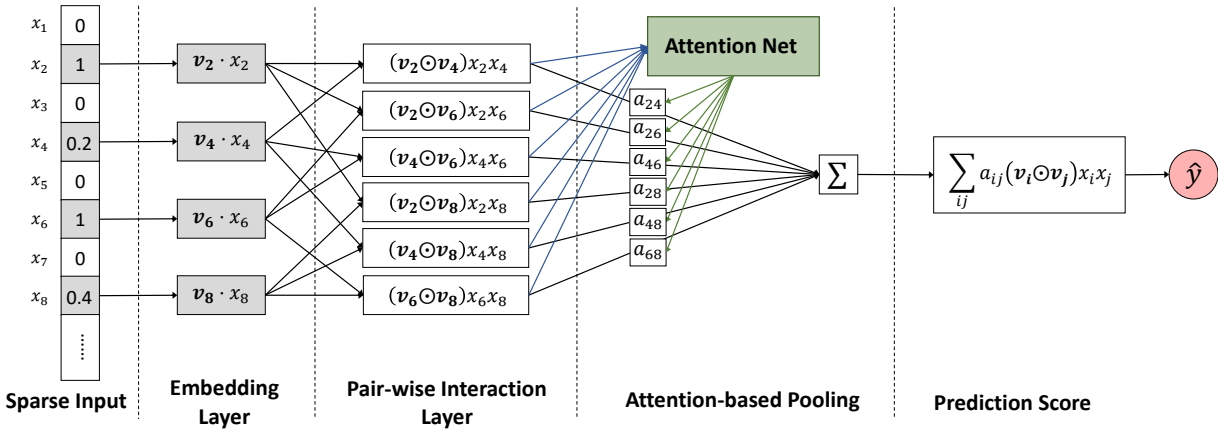 x₁ 0
x₂ 1
x₃ 0
x₄ 0.2
x₅ 0
x₆ 1
x₇ 0
x₈ 0.4
......
Sparse Input
v₂ · x₂
v₄ · x₄
v₆ · x₆
v₈ · x₈
Embedding
Layer
(v₂⊙v₄)x₂x₄
(v₂⊙v₆)x₂x₆
(v₄⊙v₆)x₄x₆
(v₂⊙v₈)x₂x₈
(v₄⊙v₈)x₄x₈
(v₆⊙v₈)x₆x₈
Pair-wise Interaction
Layer
Attention Net
a₂₄
a₂₆
a₄₆
a₂₈
a₄₈
a₆₈
Σ
Attention-based Pooling
∑ᵢⱼ aᵢⱼ(vᵢ⊙vⱼ)xᵢxⱼ
ŷ
Prediction Score